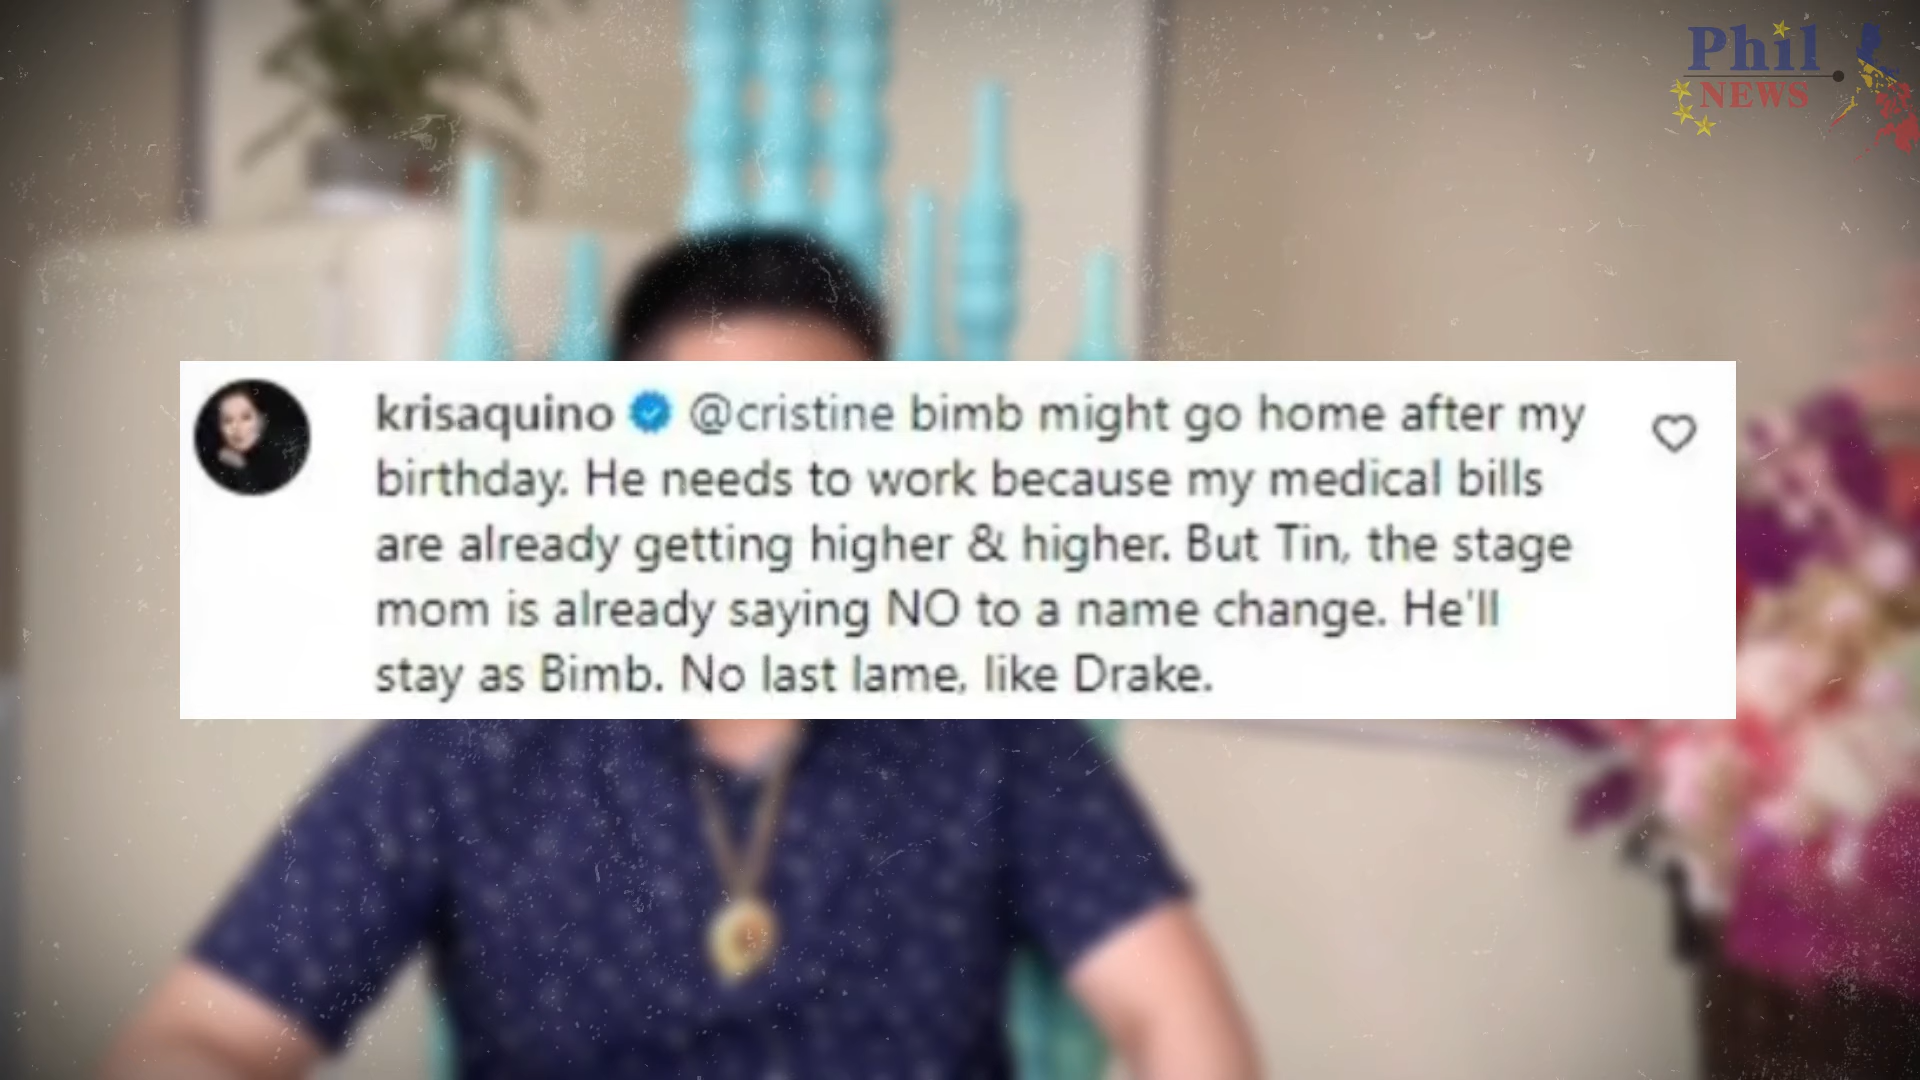 Phil
NEWS
krisaquino @cristine bimb might go home after my
birthday. He needs to work because my medical bills
are already getting higher & higher. But Tin, the stage
mom is already saying NO to a name change. He'll
stay as Bimb. No last lame, like Drake.